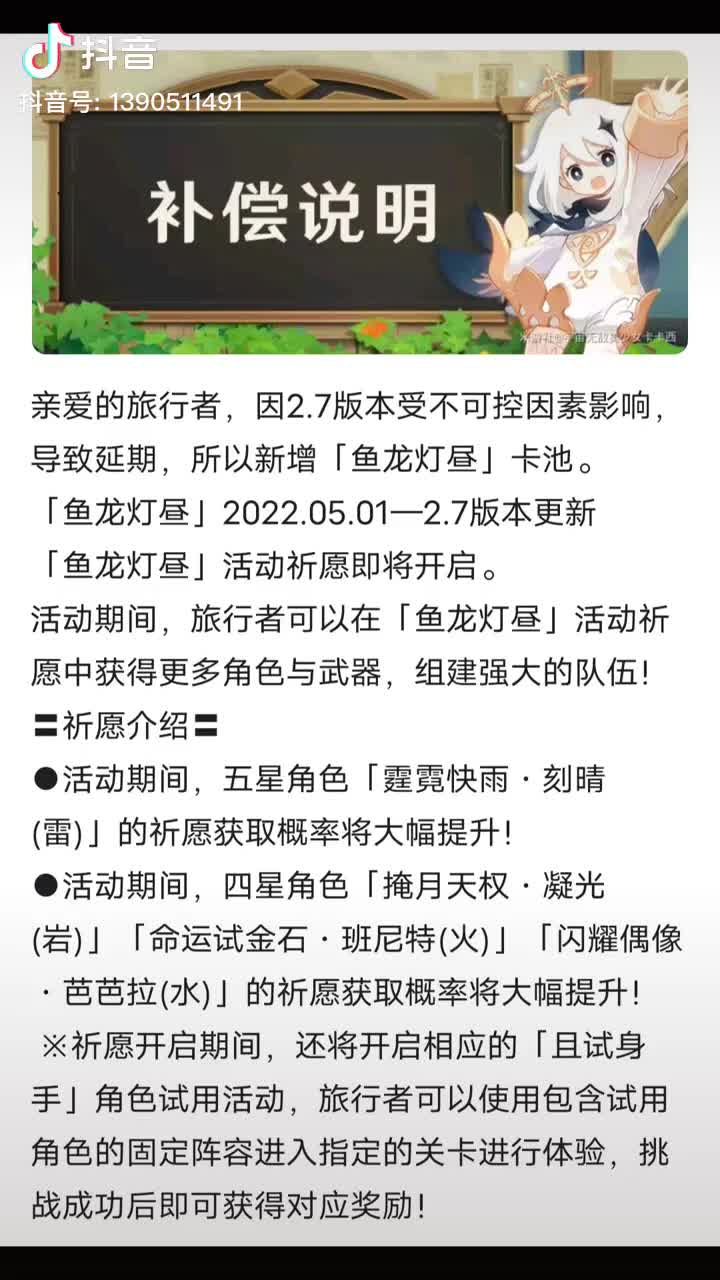 抖音
抖音号: 1390511491
补偿说明
亲爱的旅行者，因2.7版本受不可控因素影响，
导致延期，所以新增「鱼龙灯昼」卡池。
「鱼龙灯昼」2022.05.01—2.7版本更新
「鱼龙灯昼」活动祈愿即将开启。
活动期间，旅行者可以在「鱼龙灯昼」活动祈
愿中获得更多角色与武器，组建强大的队伍！
〓祈愿介绍〓
●活动期间，五星角色「霆霓快雨・刻晴
(雷)」的祈愿获取概率将大幅提升！
●活动期间，四星角色「掩月天权・凝光
(岩)」「命运试金石・班尼特(火)」「闪耀偶像
・芭芭拉(水)」的祈愿获取概率将大幅提升！
※祈愿开启期间，还将开启相应的「且试身
手」角色试用活动，旅行者可以使用包含试用
角色的固定阵容进入指定的关卡进行体验，挑
战成功后即可获得对应奖励！